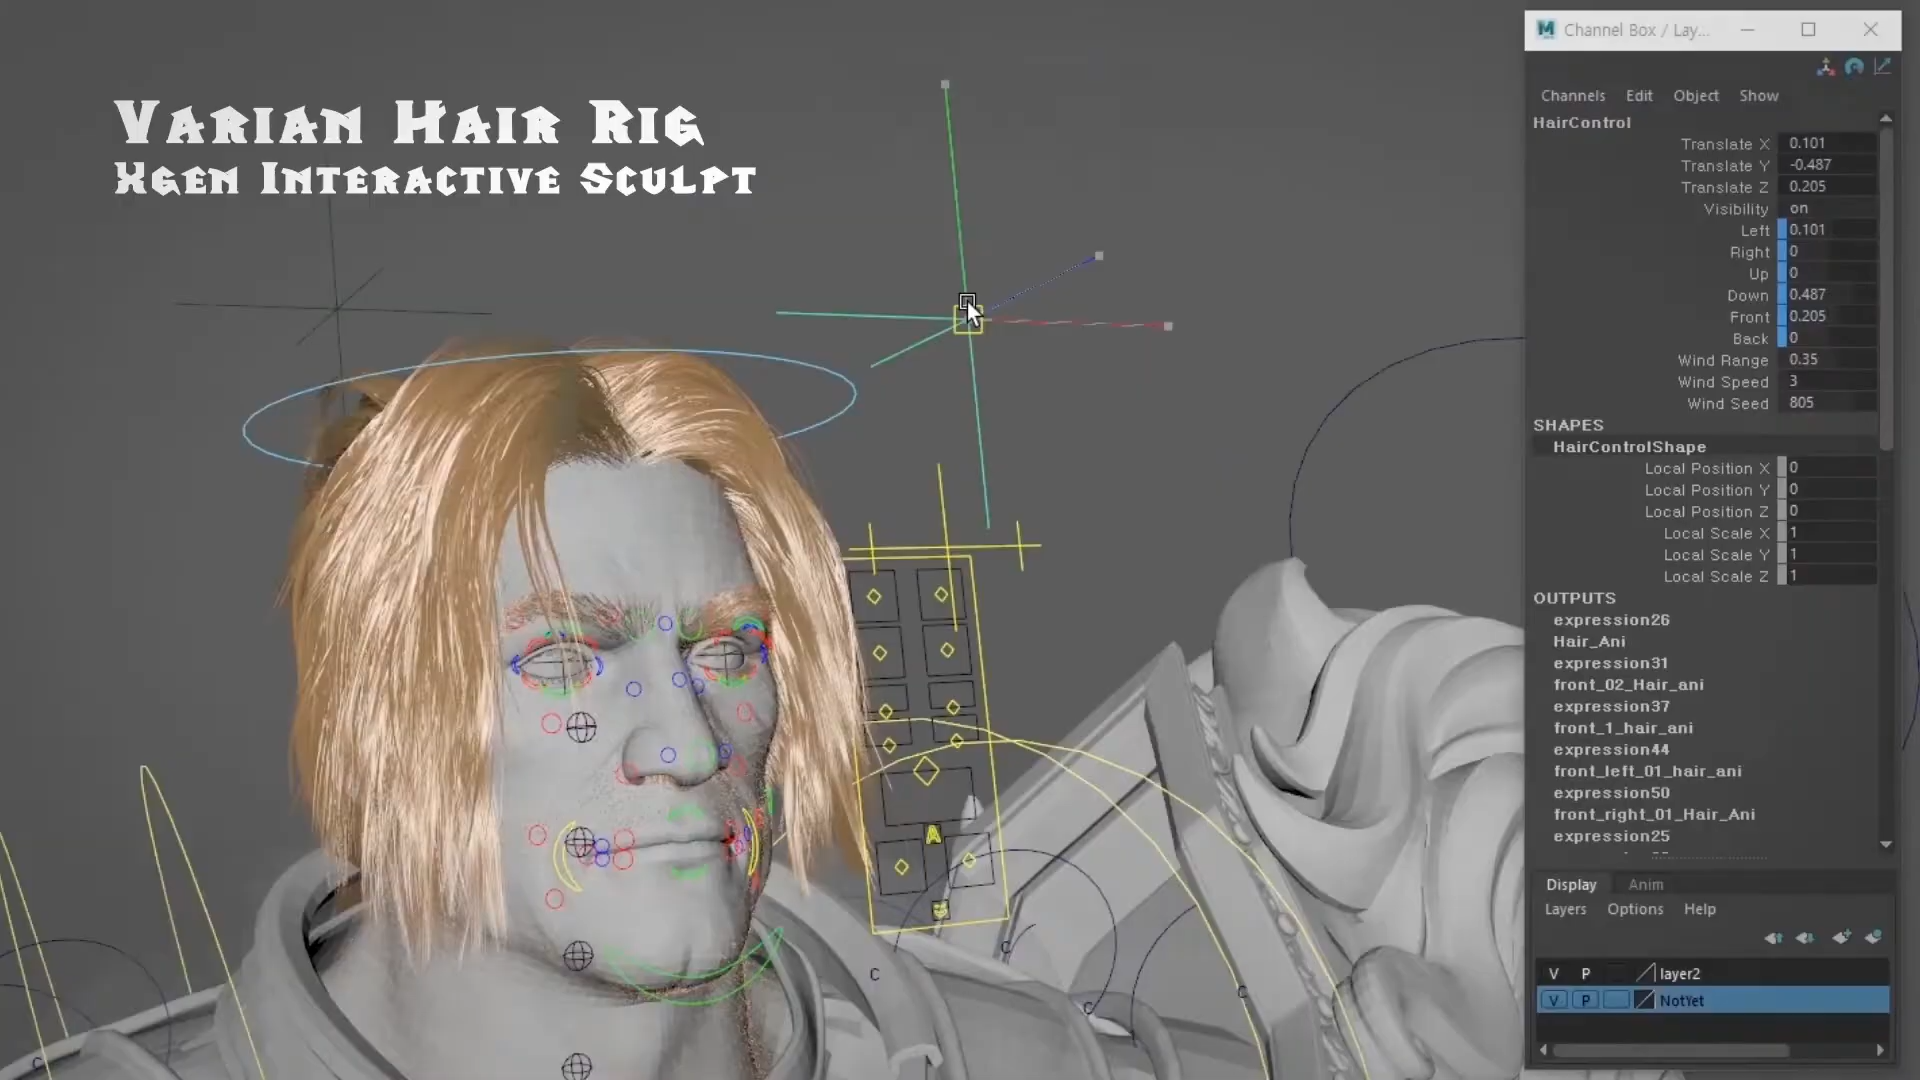 VARIAN HAIR RIG
XGEN INTERACTIVE SCULPT
M Channel Box / Lay...
Channels Edit Object Show
HairControl
Translate X 0.101
Translate Y -0.487
Translate Z 0.205
Visibility on
Left 0.101
Right 0
Up 0
Down 0.487
Front 0.205
Back 0
Wind Range 0.35
Wind Speed 3
Wind Seed 805
SHAPES
HairControlShape
Local Position X 0
Local Position Y 0
Local Position Z 0
Local Scale X 1
Local Scale Y 1
Local Scale Z 1
OUTPUTS
expression26
Hair_Ani
expression31
front_02_Hair_ani
expression37
front_1_hair_ani
expression44
front_left_01_hair_ani
expression50
front_right_01_Hair_Ani
expression25
Display Anim
Layers Options Help
V P layer2
V P NotYet
A
C
C
C
C
C